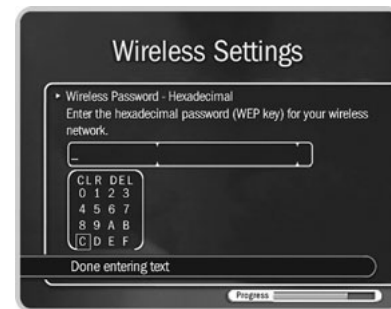 Wireless Settings
Wireless Password - Hexadecimal
Enter the hexadecimal password (WEP key) for your wireless
network.
_
CLR DEL
0 1 2 3
4 5 6 7
8 9 A B
C D E F
Done entering text
Progress